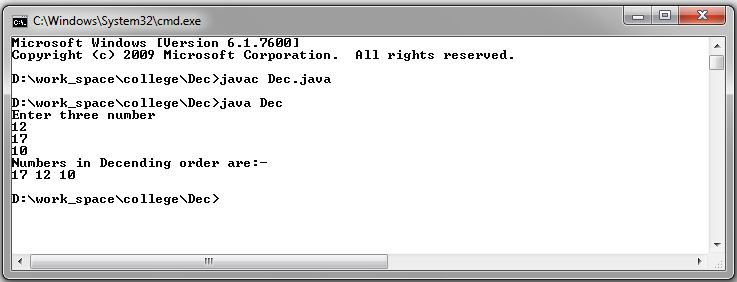 C:\Windows\System32\cmd.exe
Microsoft Windows [Version 6.1.7600]
Copyright (c) 2009 Microsoft Corporation.  All rights reserved.
D:\work_space\college\Dec>javac Dec.java
D:\work_space\college\Dec>java Dec
Enter three number
12
17
10
Numbers in Decending order are:-
17 12 10
D:\work_space\college\Dec>